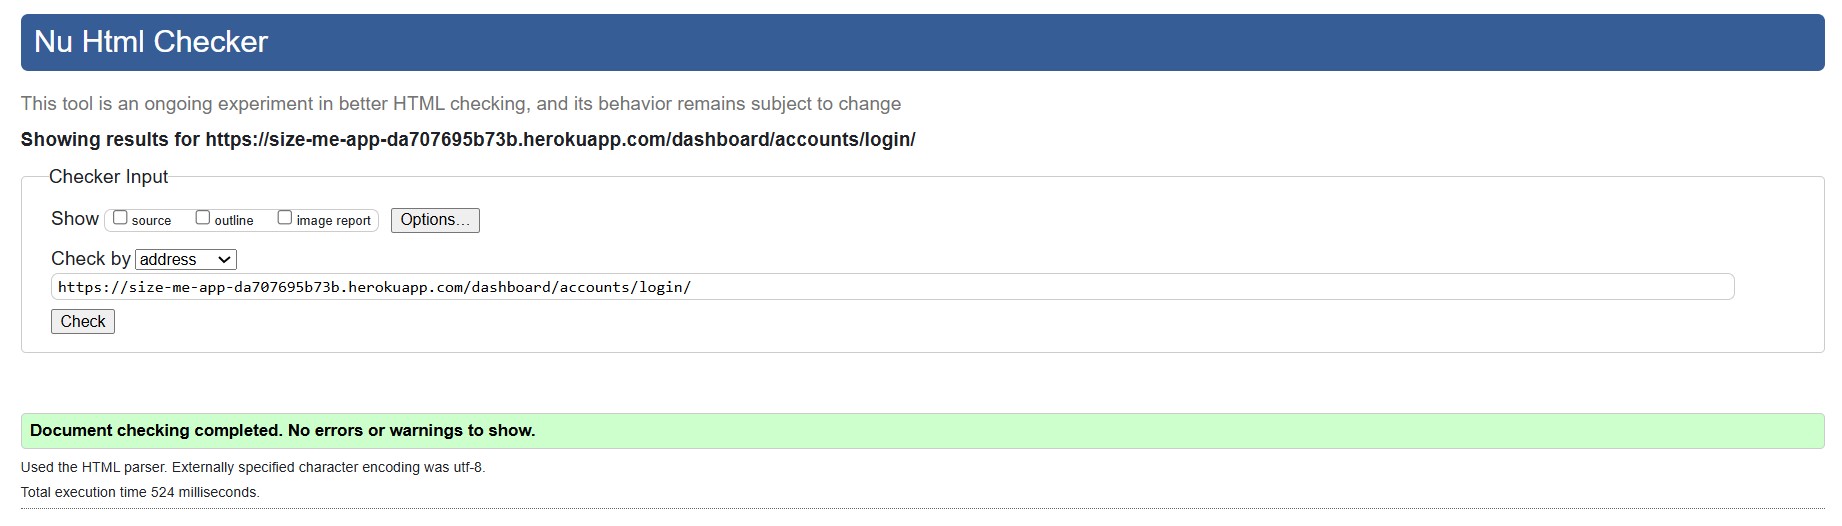 Nu Html Checker
This tool is an ongoing experiment in better HTML checking, and its behavior remains subject to change
Showing results for https://size-me-app-da707695b73b.herokuapp.com/dashboard/accounts/login/
Checker Input
Show source outline image report Options...
Check by address
https://size-me-app-da707695b73b.herokuapp.com/dashboard/accounts/login/
Check
Document checking completed. No errors or warnings to show.
Used the HTML parser. Externally specified character encoding was utf-8.
Total execution time 524 milliseconds.